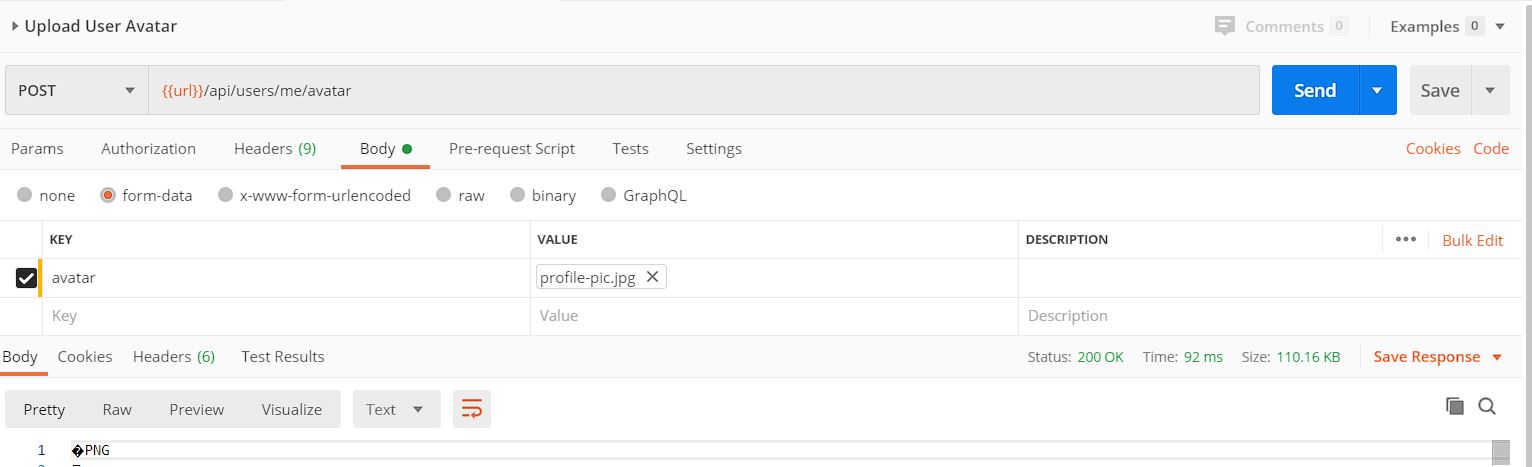 Upload User Avatar Comments 0 Examples 0
POST {{url}}/api/users/me/avatar Send Save
Params Authorization Headers (9) Body Pre-request Script Tests Settings Cookies Code
none form-data x-www-form-urlencoded raw binary GraphQL
KEY VALUE DESCRIPTION ••• Bulk Edit
avatar profile-pic.jpg
Key Value Description
Body Cookies Headers (6) Test Results Status: 200 OK Time: 92 ms Size: 110.16 KB Save Response
Pretty Raw Preview Visualize Text
1 �PNG